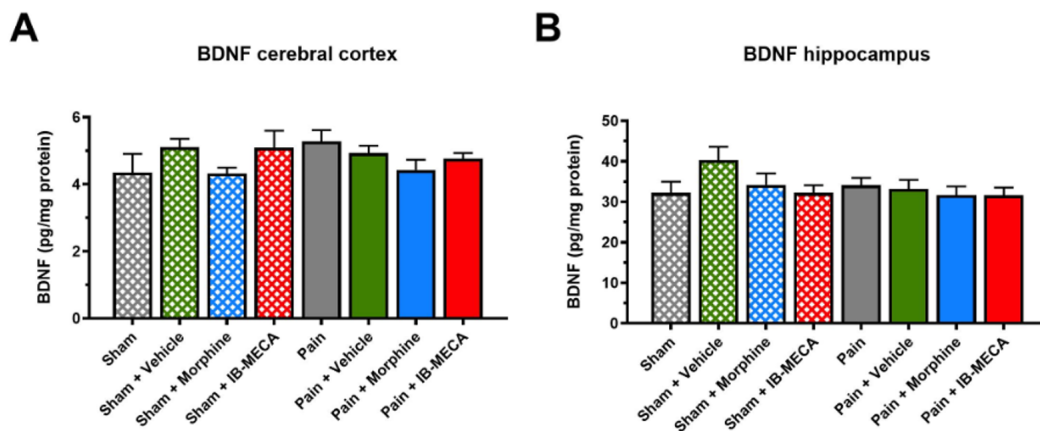 A
BDNF cerebral cortex
BDNF (pg/mg protein)
6
4
2
0
Sham
Sham + Vehicle
Sham + Morphine
Sham + IB-MECA
Pain
Pain + Vehicle
Pain + Morphine
Pain + IB-MECA
B
BDNF hippocampus
BDNF (pg/mg protein)
50
40
30
20
10
0
Sham
Sham + Vehicle
Sham + Morphine
Sham + IB-MECA
Pain
Pain + Vehicle
Pain + Morphine
Pain + IB-MECA